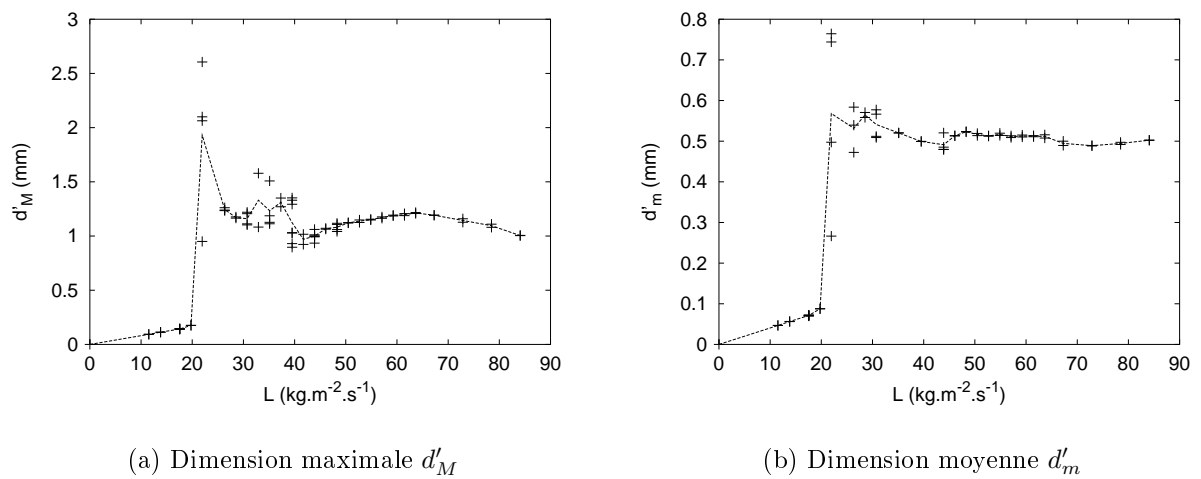 3
2.5
2
1.5
1
0.5
0
d'M (mm)
0 10 20 30 40 50 60 70 80 90
L (kg.m-2.s-1)
(a) Dimension maximale d′M
0.8
0.7
0.6
0.5
0.4
0.3
0.2
0.1
0
d'm (mm)
0 10 20 30 40 50 60 70 80 90
L (kg.m-2.s-1)
(b) Dimension moyenne d′m